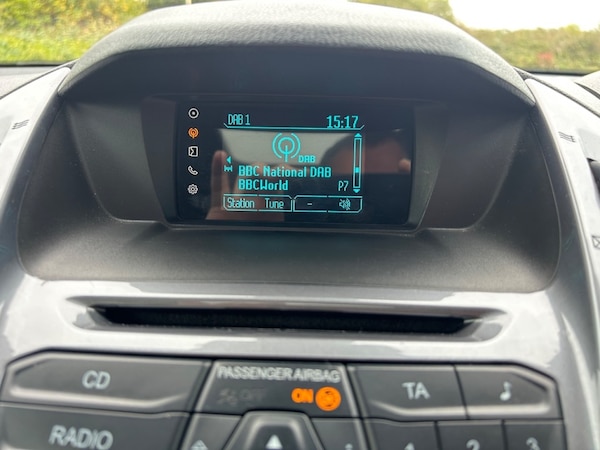 DAB 1 15:17
DAB
BBC National DAB
BBCWorld P7
Station Tune -
CD
PASSENGER AIRBAG
OFF ON
TA
RADIO
1 2 3